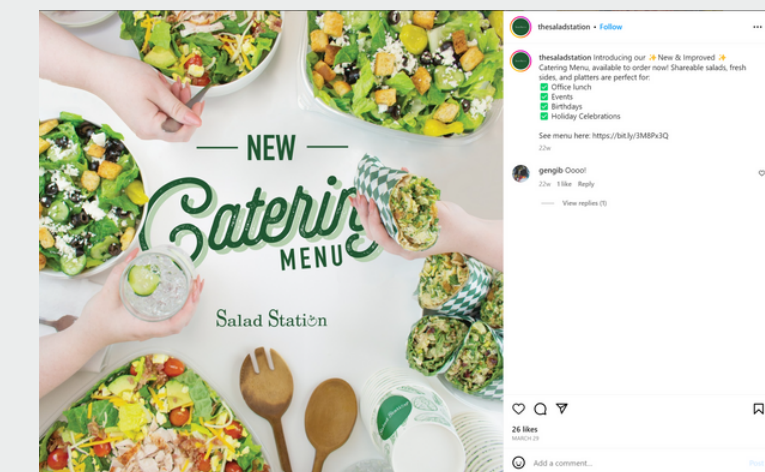 NEW
Catering
MENU
Salad Station
thesaladstation • Follow
thesaladstation Introducing our ✨ New & Improved ✨
Catering Menu, available to order now! Shareable salads, fresh
sides, and platters are perfect for:
✅ Office lunch
✅ Events
✅ Birthdays
✅ Holiday Celebrations
See menu here: https://bit.ly/3M8Px3Q
22w
gengib Oooo!
22w 1 like Reply
View replies (1)
26 likes
MARCH 29
Add a comment...
Post